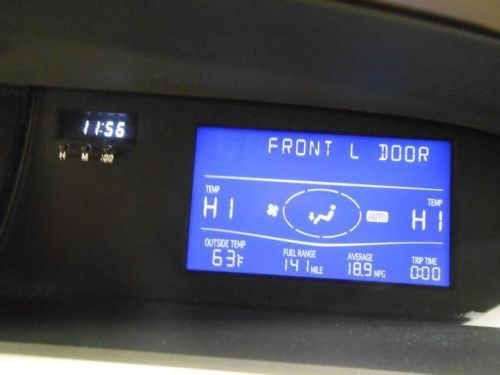 11:56
H M :00
FRONT L DOOR
TEMP TEMP
HI AUTO HI
OUTSIDE TEMP FUEL RANGE AVERAGE TRIP TIME
63F 141 MILE 18.9 MPG 0:00